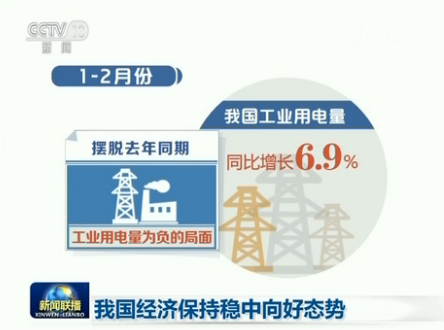 CCTV 13
新闻
1-2月份
我国工业用电量
同比增长6.9%
摆脱去年同期
工业用电量为负的局面
新闻联播
XINWEN-LIANBO
我国经济保持稳中向好态势